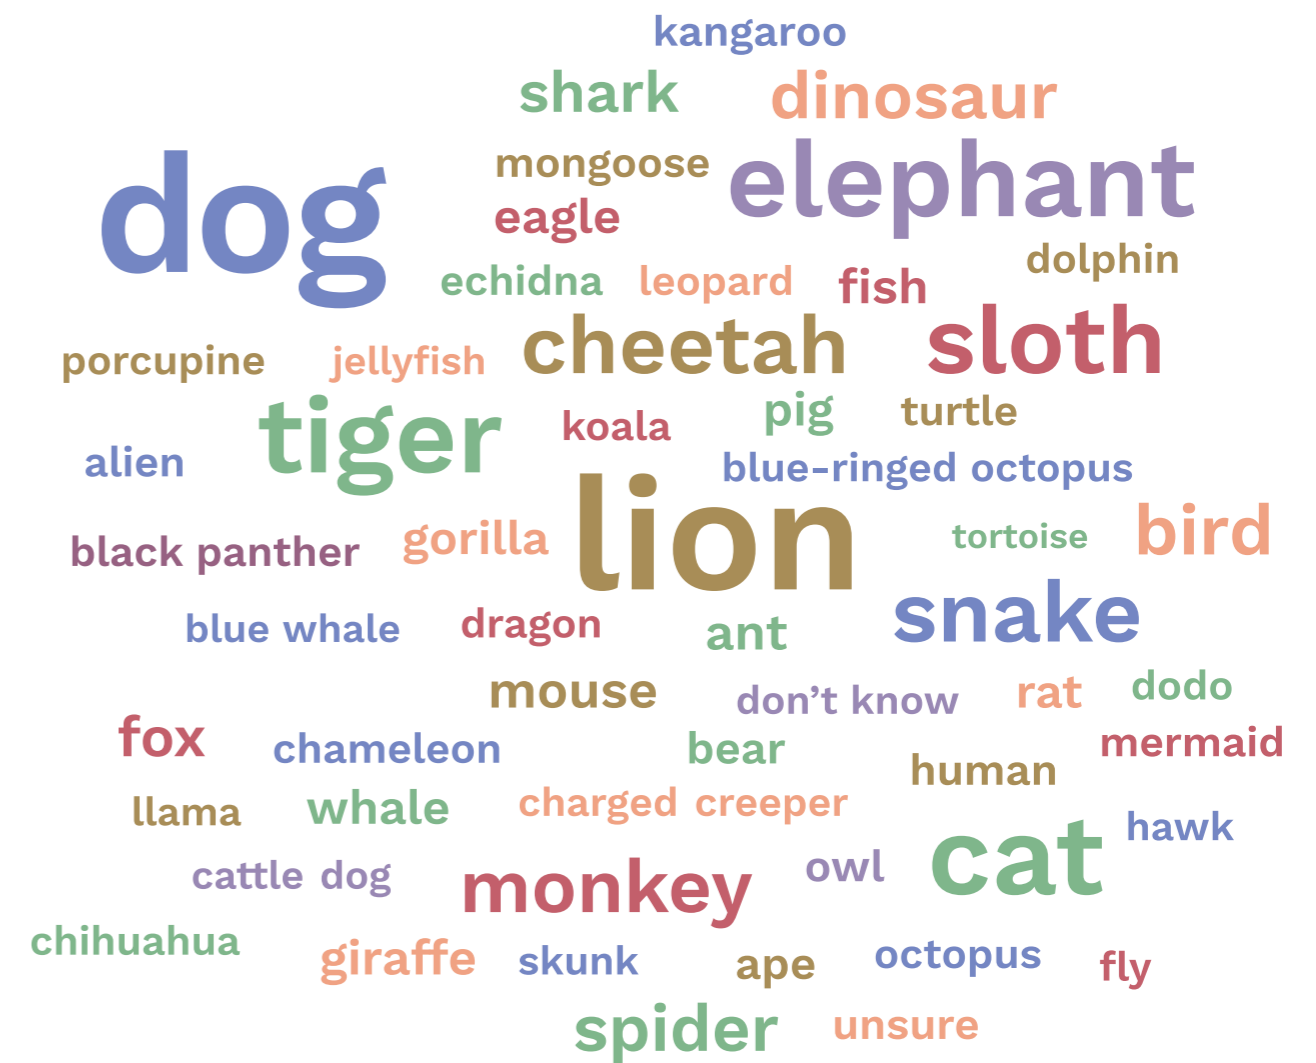 kangaroo
shark dinosaur
dog mongoose elephant
eagle
echidna leopard fish dolphin
porcupine jellyfish cheetah sloth
tiger koala pig turtle
alien blue-ringed octopus
black panther gorilla lion tortoise bird
blue whale dragon ant snake
mouse don’t know rat dodo
fox chameleon bear human mermaid
llama whale charged creeper hawk
cattle dog monkey owl cat
chihuahua giraffe skunk ape octopus fly
spider unsure